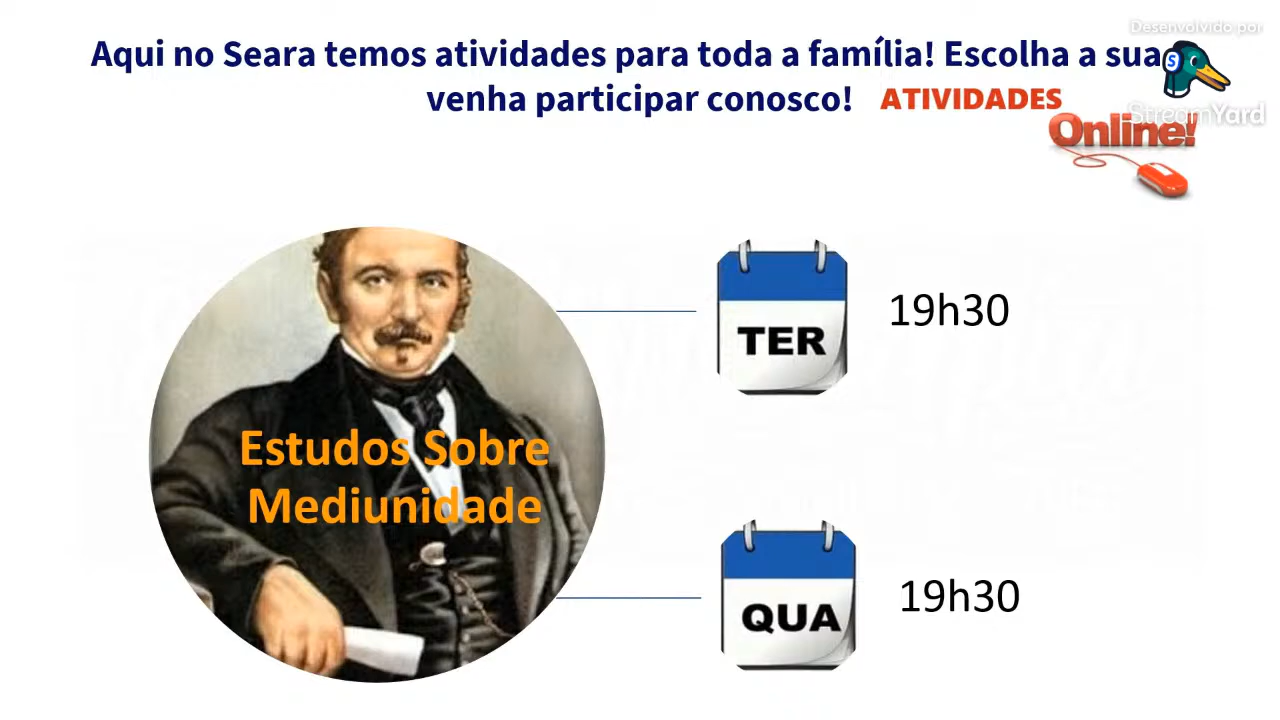 Desenvolvido por
Aqui no Seara temos atividades para toda a família! Escolha a sua
venha participar conosco!
ATIVIDADES
StreamYard
Online!
S
TER
19h30
Estudos Sobre
Mediunidade
QUA
19h30